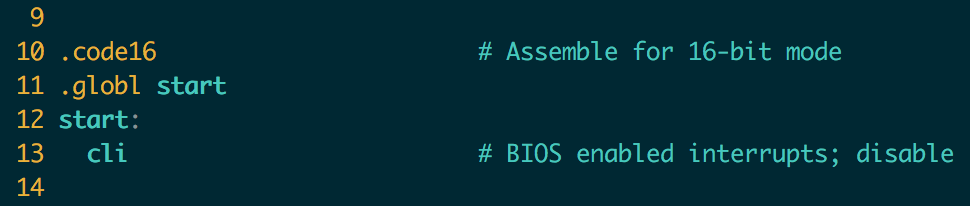 9
10 .code16 # Assemble for 16-bit mode
11 .globl start
12 start:
13 cli # BIOS enabled interrupts; disable
14